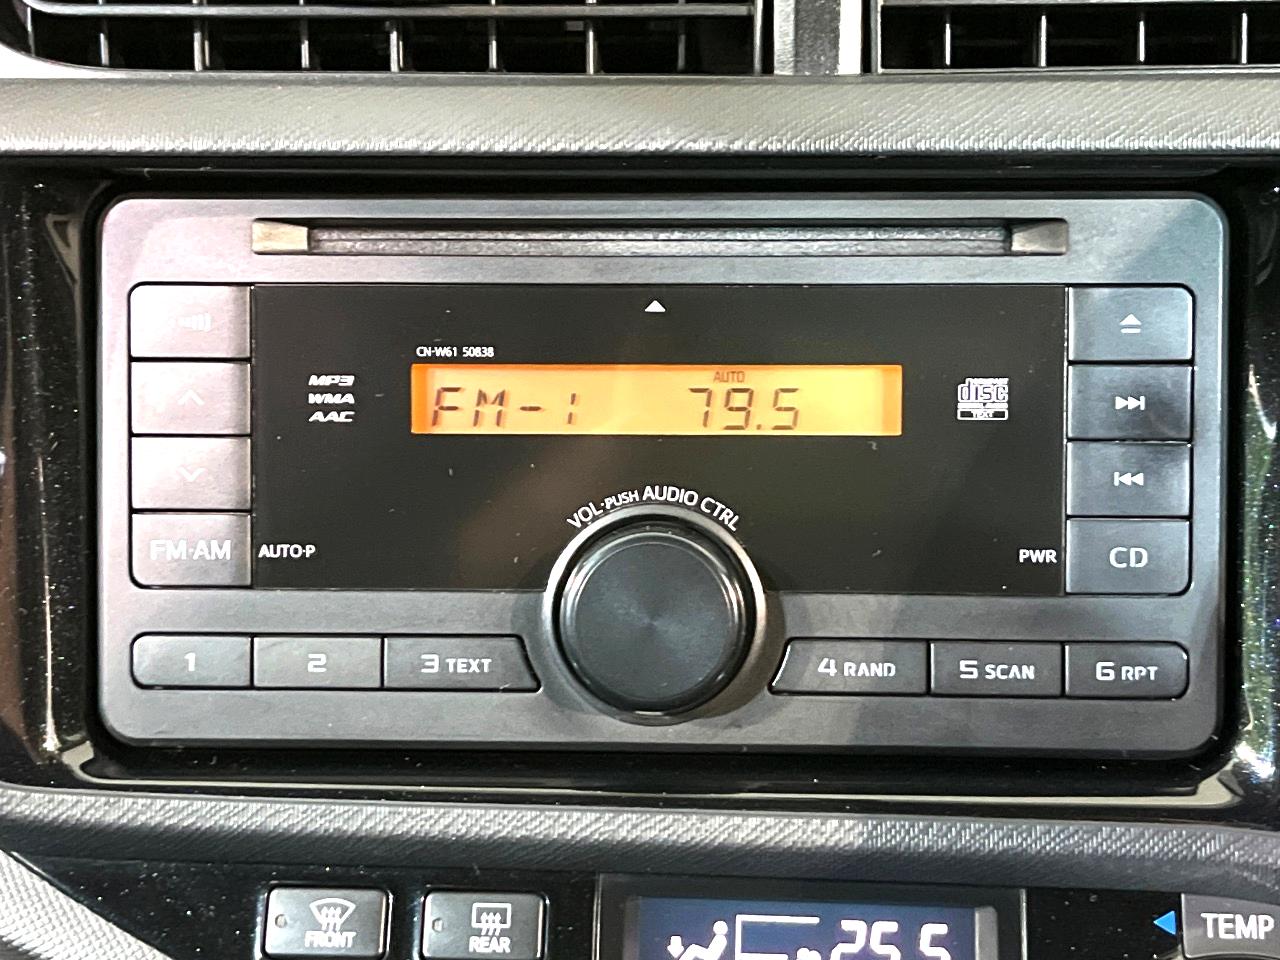 CN-W61 50838
MP3
WMA
AAC
AUTO
FM-1 79.5
disc
TEXT
VOL·PUSH AUDIO CTRL
FM·AM
AUTO·P
PWR
CD
1
2
3 TEXT
4 RAND
5 SCAN
6 RPT
FRONT
REAR
25.5
TEMP